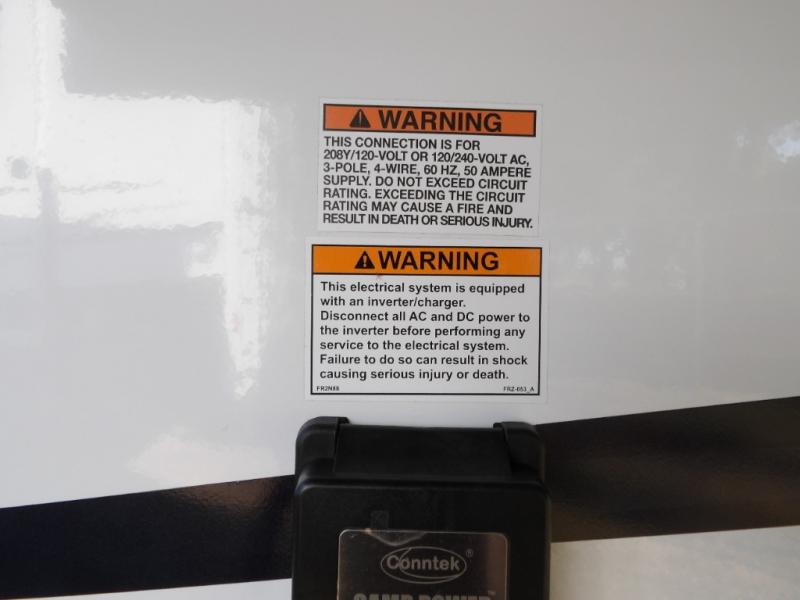 WARNING
THIS CONNECTION IS FOR
208Y/120-VOLT OR 120/240-VOLT AC,
3-POLE, 4-WIRE, 60 HZ, 50 AMPERE
SUPPLY. DO NOT EXCEED CIRCUIT
RATING. EXCEEDING THE CIRCUIT
RATING MAY CAUSE A FIRE AND
RESULT IN DEATH OR SERIOUS INJURY.
WARNING
This electrical system is equipped
with an inverter/charger.
Disconnect all AC and DC power to
the inverter before performing any
service to the electrical system.
Failure to do so can result in shock
causing serious injury or death.
FRZ-653_A
Conntek
CAMP POWER™